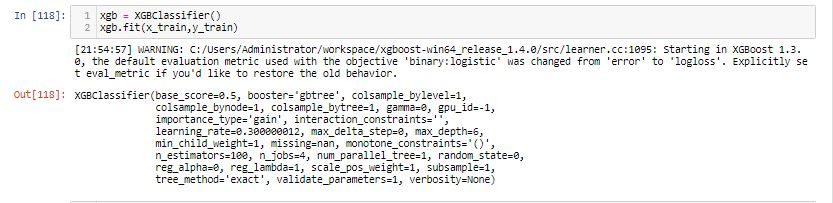 In [118]:
1 xgb = XGBClassifier()
2 xgb.fit(x_train,y_train)
[21:54:57] WARNING: C:/Users/Administrator/workspace/xgboost-win64_release_1.4.0/src/learner.cc:1095: Starting in XGBoost 1.3.
0, the default evaluation metric used with the objective 'binary:logistic' was changed from 'error' to 'logloss'. Explicitly se
t eval_metric if you'd like to restore the old behavior.
Out[118]: XGBClassifier(base_score=0.5, booster='gbtree', colsample_bylevel=1,
colsample_bynode=1, colsample_bytree=1, gamma=0, gpu_id=-1,
importance_type='gain', interaction_constraints='',
learning_rate=0.300000012, max_delta_step=0, max_depth=6,
min_child_weight=1, missing=nan, monotone_constraints='()',
n_estimators=100, n_jobs=4, num_parallel_tree=1, random_state=0,
reg_alpha=0, reg_lambda=1, scale_pos_weight=1, subsample=1,
tree_method='exact', validate_parameters=1, verbosity=None)